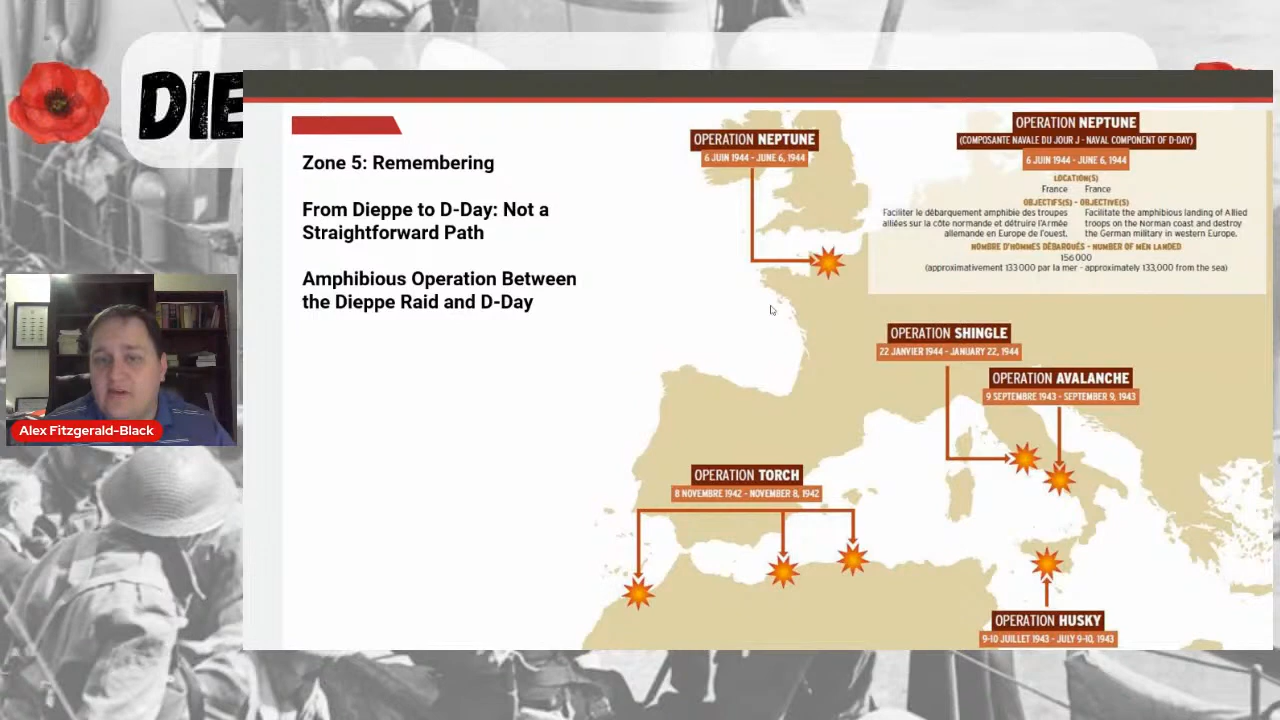 DIE
Zone 5: Remembering
From Dieppe to D-Day: Not a
Straightforward Path
Amphibious Operation Between
the Dieppe Raid and D-Day
Alex Fitzgerald-Black
OPERATION NEPTUNE
6 JUIN 1944 - JUNE 6, 1944
OPERATION NEPTUNE
(COMPOSANTE NAVALE DU JOUR J - NAVAL COMPONENT OF D-DAY)
6 JUIN 1944 - JUNE 6, 1944
LOCATION(S)
France France
OBJECTIFS(S) - OBJECTIVE(S)
Faciliter le débarquement amphibie des troupes
alliées sur la côte normande et détruire l'Armée
allemande en Europe de l'ouest.
Facilitate the amphibious landing of Allied
troops on the Norman coast and destroy
the German military in western Europe.
NOMBRE D'HOMMES DÉBARQUÉS - NUMBER OF MEN LANDED
156 000
(approximativement 133 000 par la mer - approximately 133,000 from the sea)
OPERATION SHINGLE
22 JANVIER 1944 - JANUARY 22, 1944
OPERATION AVALANCHE
9 SEPTEMBRE 1943 - SEPTEMBER 9, 1943
OPERATION TORCH
8 NOVEMBRE 1942 - NOVEMBER 8, 1942
OPERATION HUSKY
9-10 JUILLET 1943 - JULY 9-10, 1943